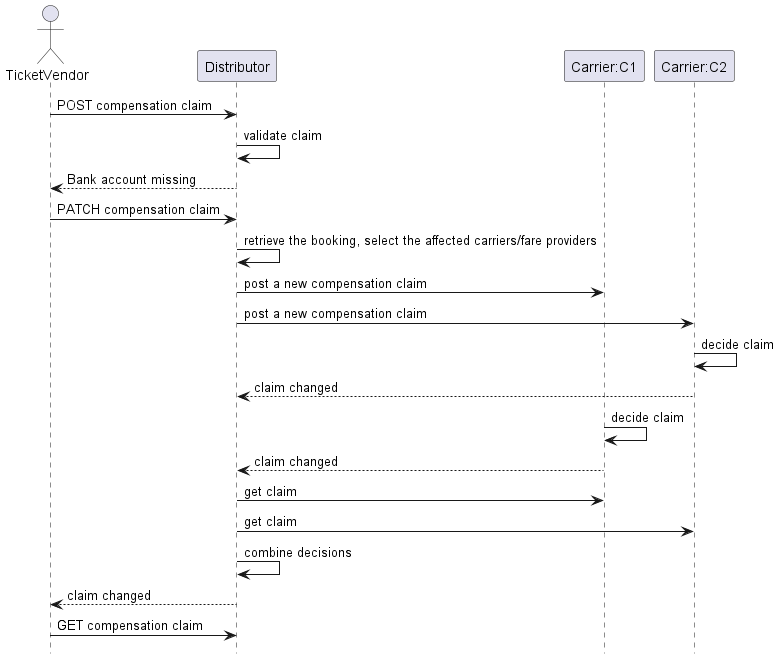 TicketVendor
Distributor
Carrier:C1
Carrier:C2
POST compensation claim
validate claim
Bank account missing
PATCH compensation claim
retrieve the booking, select the affected carriers/fare providers
post a new compensation claim
post a new compensation claim
decide claim
claim changed
decide claim
claim changed
get claim
get claim
combine decisions
claim changed
GET compensation claim